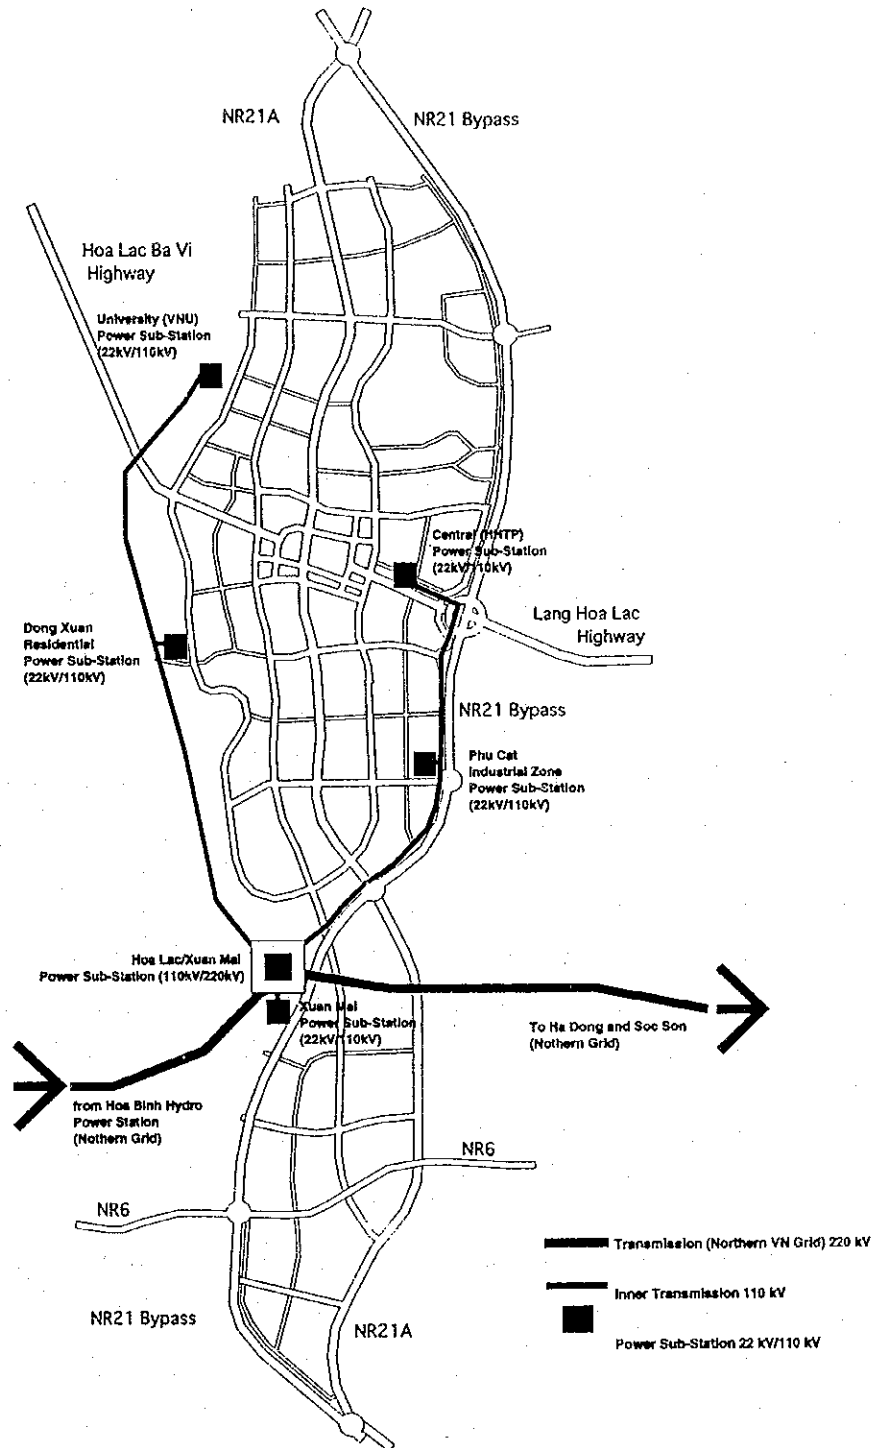 NR21A
NR21 Bypass
Hoa Lac Ba Vi
Highway
University (VNU)
Power Sub-Station
(22kV/110kV)
Central (HHTP)
Power Sub-Station
(22kV/110kV)
Lang Hoa Lac
Highway
Dong Xuan
Residential
Power Sub-Station
(22kV/110kV)
NR21 Bypass
Phu Cat
Industrial Zone
Power Sub-Station
(22kV/110kV)
Hoa Lac/Xuan Mai
Power Sub-Station (110kV/220kV)
Xuan Mai
Power Sub-Station
(22kV/110kV)
To Ha Dong and Soc Son
(Nothern Grid)
from Hoa Binh Hydro
Power Station
(Nothern Grid)
NR6
NR6
NR21 Bypass
NR21A
Transmission (Northern VN Grid) 220 kV
Inner Transmission 110 kV
Power Sub-Station 22 kV/110 kV